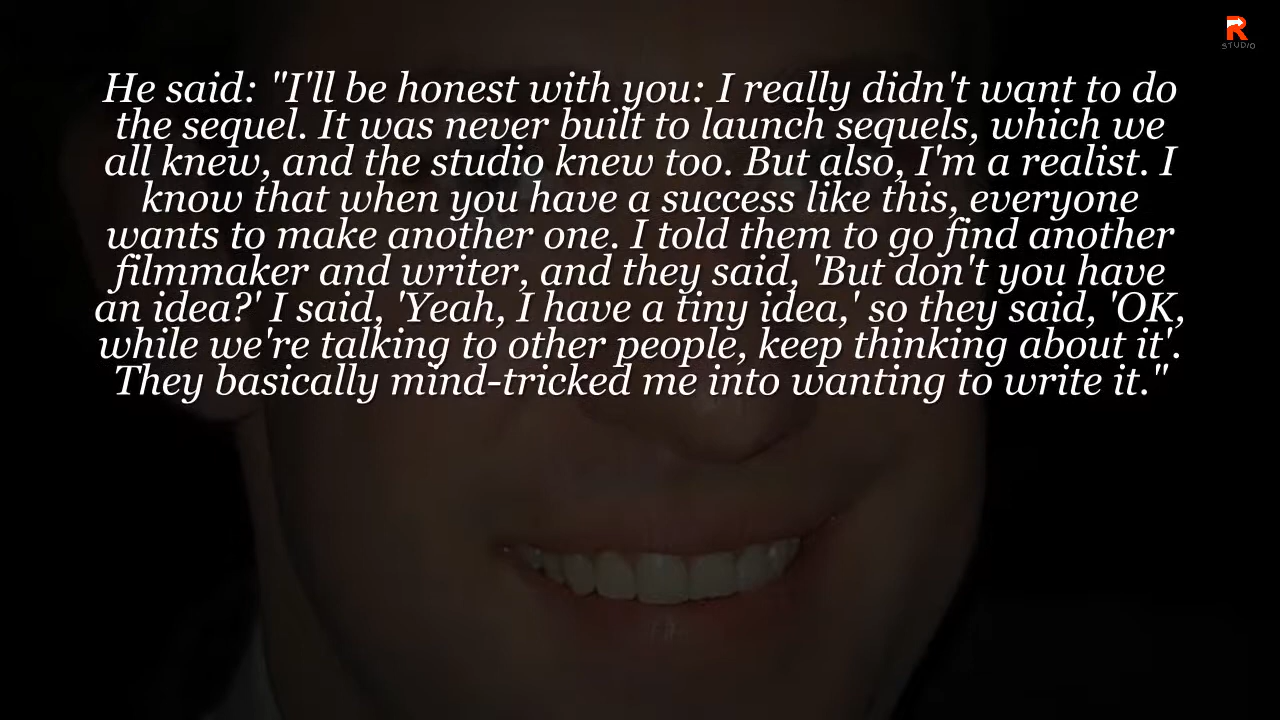 R
STUDIO
He said: "I'll be honest with you: I really didn't want to do
the sequel. It was never built to launch sequels, which we
all knew, and the studio knew too. But also, I'm a realist. I
know that when you have a success like this, everyone
wants to make another one. I told them to go find another
filmmaker and writer, and they said, 'But don't you have
an idea?' I said, 'Yeah, I have a tiny idea,' so they said, 'OK,
while we're talking to other people, keep thinking about it'.
They basically mind-tricked me into wanting to write it."